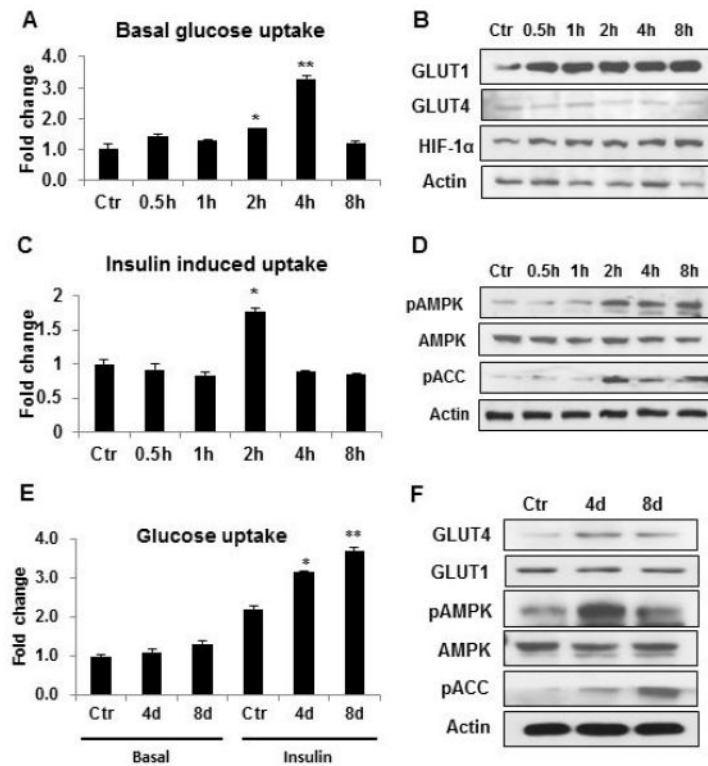 A
Basal glucose uptake
Fold change
4.0
3.0
2.0
1.0
0.0
**
*
Ctr 0.5h 1h 2h 4h 8h
B
Ctr 0.5h 1h 2h 4h 8h
GLUT1
GLUT4
HIF-1α
Actin
C
Insulin induced uptake
Fold change
2
1.5
1
0.5
0
*
Ctr 0.5h 1h 2h 4h 8h
D
Ctr 0.5h 1h 2h 4h 8h
pAMPK
AMPK
pACC
Actin
E
Glucose uptake
Fold change
4.0
3.0
2.0
1.0
0.0
*
**
Ctr 4d 8d Ctr 4d 8d
Basal Insulin
F
Ctr 4d 8d
GLUT4
GLUT1
pAMPK
AMPK
pACC
Actin